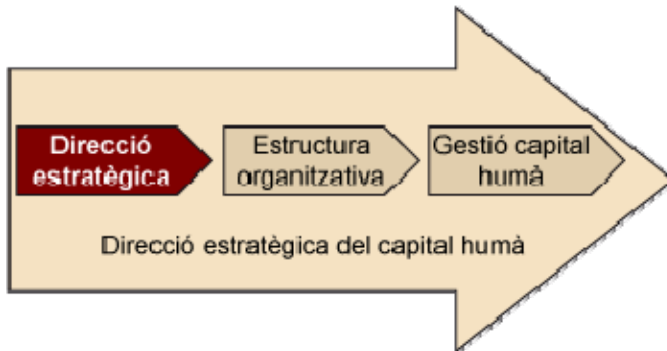 Direcció
estratègica
Estructura
organitzativa
Gestió capital
humà
Direcció estratègica del capital humà